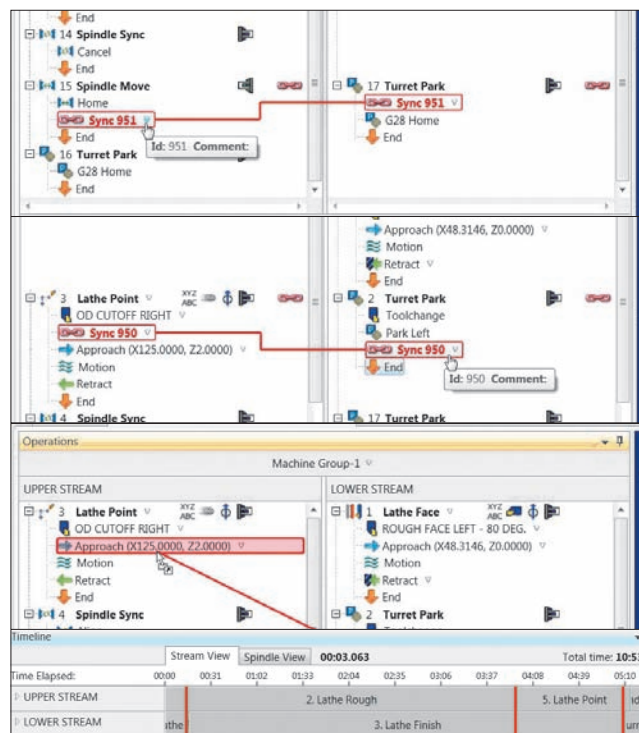 End
14 Spindle Sync
Cancel
End
15 Spindle Move
Home
Sync 951
End
Id: 951 Comment:
16 Turret Park
G28 Home
End
17 Turret Park
Sync 951
G28 Home
End
3 Lathe Point XYZ ABC
OD CUTOFF RIGHT
Sync 950
Approach (X125.0000, Z2.0000)
Motion
Retract
End
4 Spindle Sync
Approach (X48.3146, Z0.0000)
Motion
Retract
End
2 Turret Park
Toolchange
Park Left
Sync 950
End
Id: 950 Comment:
17 Turret Park
Operations
Machine Group-1
UPPER STREAM
3 Lathe Point XYZ ABC
OD CUTOFF RIGHT
Approach (X125.0000, Z2.0000)
Motion
Retract
End
4 Spindle Sync
LOWER STREAM
1 Lathe Face XYZ ABC
ROUGH FACE LEFT - 80 DEG.
Approach (X48.3146, Z0.0000)
Motion
Retract
End
2 Turret Park
Timeline
Stream View Spindle View 00:03.063 Total time: 10:53
Time Elapsed: 00:00 00:31 01:02 01:33 02:04 02:35 03:06 03:37 04:08 04:39 05:10
UPPER STREAM 2. Lathe Rough 5. Lathe Point
LOWER STREAM 3. Lathe Finish